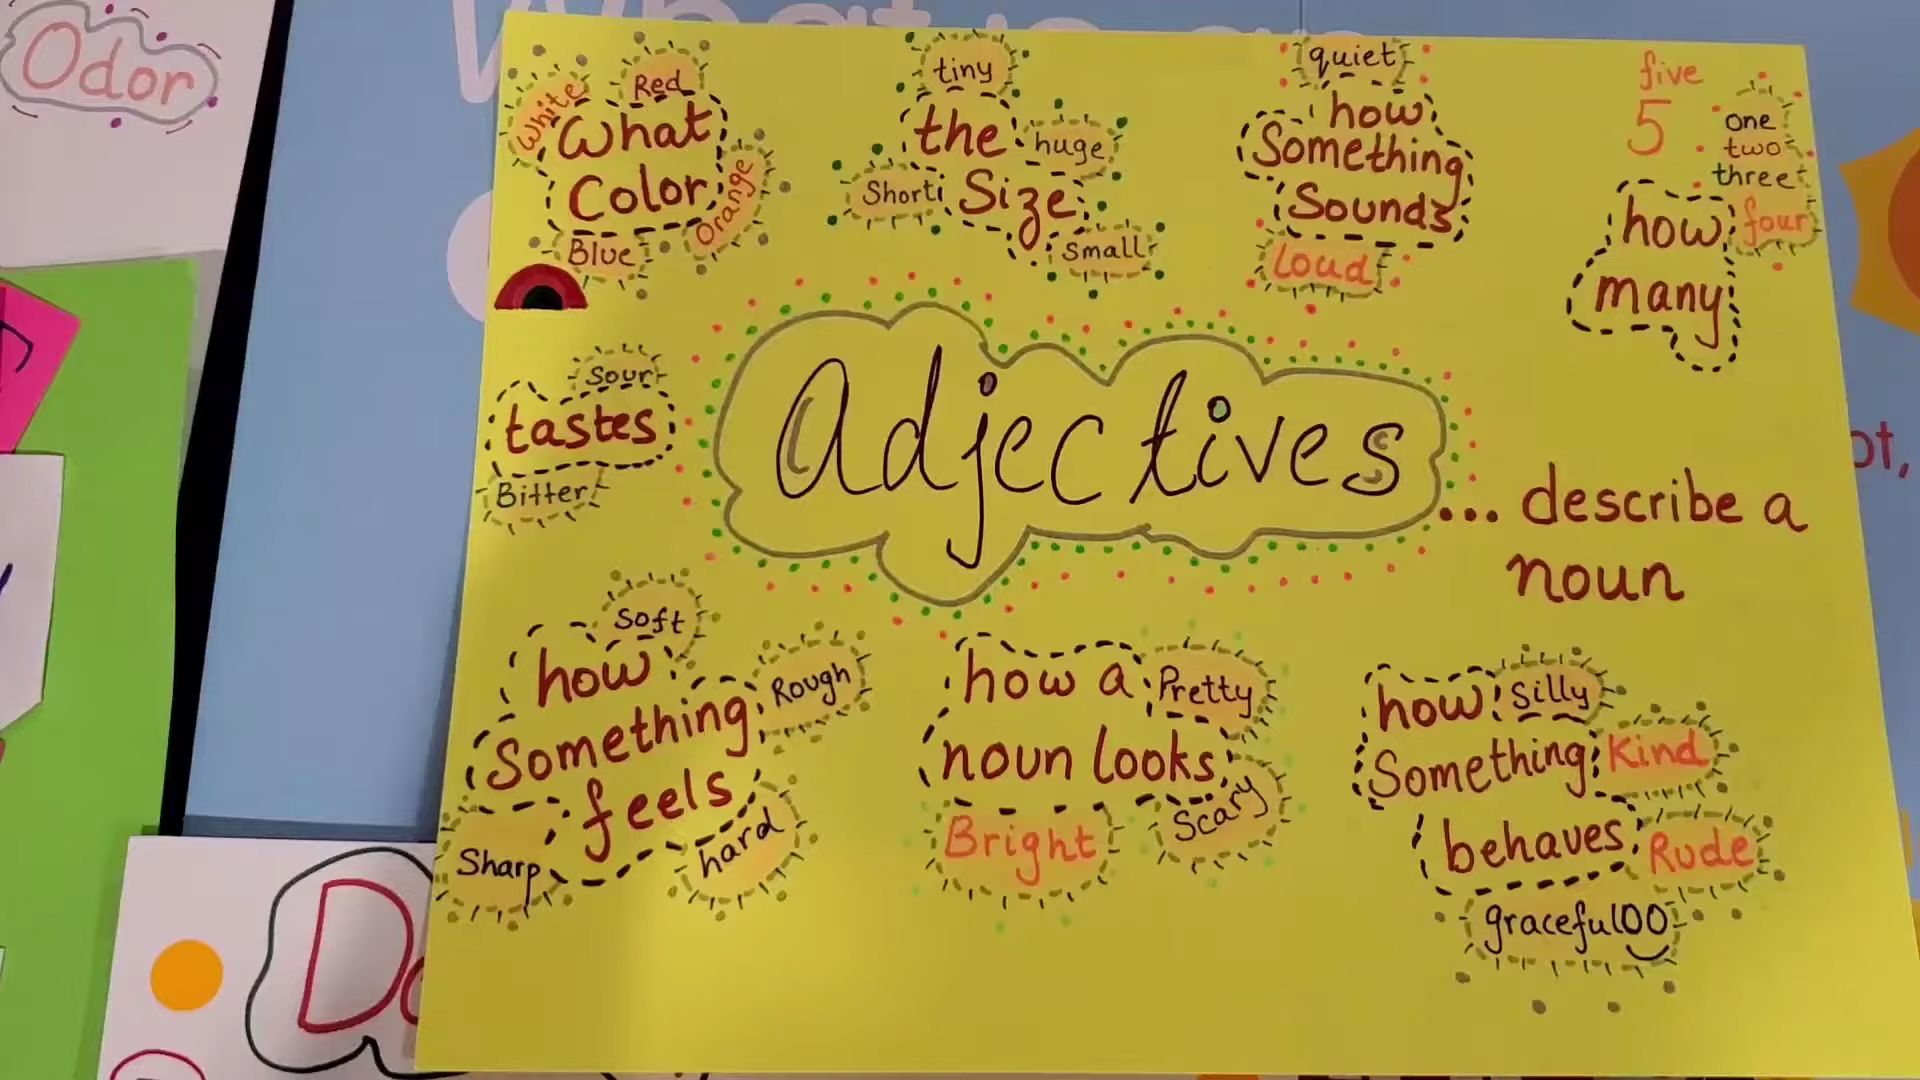 Odor
White
Red
What
Color
Orange
Blue
tiny
the
huge
Short
Size
Small
quiet
how
Something
Sounds
Loud
five
5
one
two
three
four
how
many
Sour
tastes
Bitter
Adjectives
... describe a
noun
Soft
how
Something
feels
Rough
Sharp
hard
how a
Pretty
noun looks
Bright
Scary
how
Silly
Something
Kind
behaves
Rude
graceful